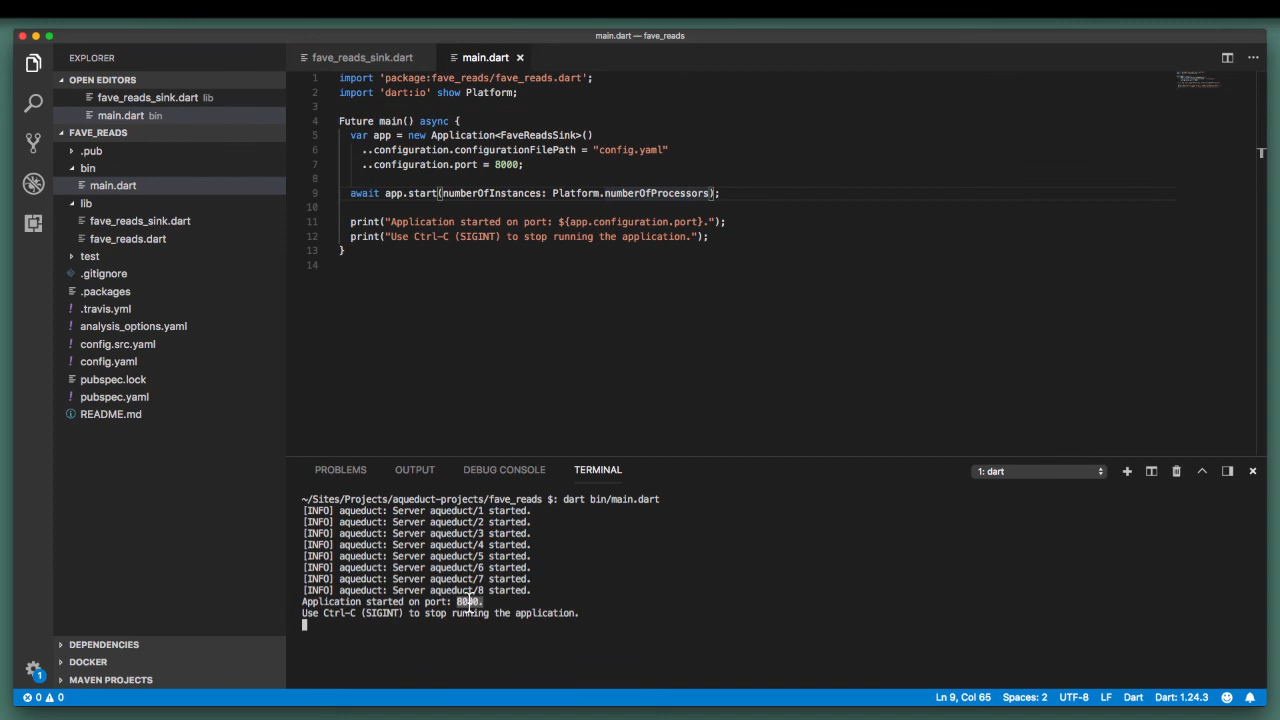 main.dart — fave_reads
EXPLORER
OPEN EDITORS
fave_reads_sink.dart lib
main.dart bin
FAVE_READS
.pub
bin
main.dart
lib
fave_reads_sink.dart
fave_reads.dart
test
.gitignore
.packages
.travis.yml
analysis_options.yaml
config.src.yaml
config.yaml
pubspec.lock
pubspec.yaml
README.md
DEPENDENCIES
DOCKER
MAVEN PROJECTS
1
fave_reads_sink.dart
main.dart
1 import 'package:fave_reads/fave_reads.dart';
2 import 'dart:io' show Platform;
3
4 Future main() async {
5 var app = new Application<FaveReadsSink>()
6 ..configuration.configurationFilePath = "config.yaml"
7 ..configuration.port = 8000;
8
9 await app.start(numberOfInstances: Platform.numberOfProcessors);
10
11 print("Application started on port: ${app.configuration.port}.");
12 print("Use Ctrl-C (SIGINT) to stop running the application.");
13 }
14
PROBLEMS OUTPUT DEBUG CONSOLE TERMINAL 1: dart
~/Sites/Projects/aqueduct-projects/fave_reads $: dart bin/main.dart
[INFO] aqueduct: Server aqueduct/1 started.
[INFO] aqueduct: Server aqueduct/2 started.
[INFO] aqueduct: Server aqueduct/3 started.
[INFO] aqueduct: Server aqueduct/4 started.
[INFO] aqueduct: Server aqueduct/5 started.
[INFO] aqueduct: Server aqueduct/6 started.
[INFO] aqueduct: Server aqueduct/7 started.
[INFO] aqueduct: Server aqueduct/8 started.
Application started on port: 8000.
Use Ctrl-C (SIGINT) to stop running the application.
0 0 Ln 9, Col 65 Spaces: 2 UTF-8 LF Dart Dart: 1.24.3